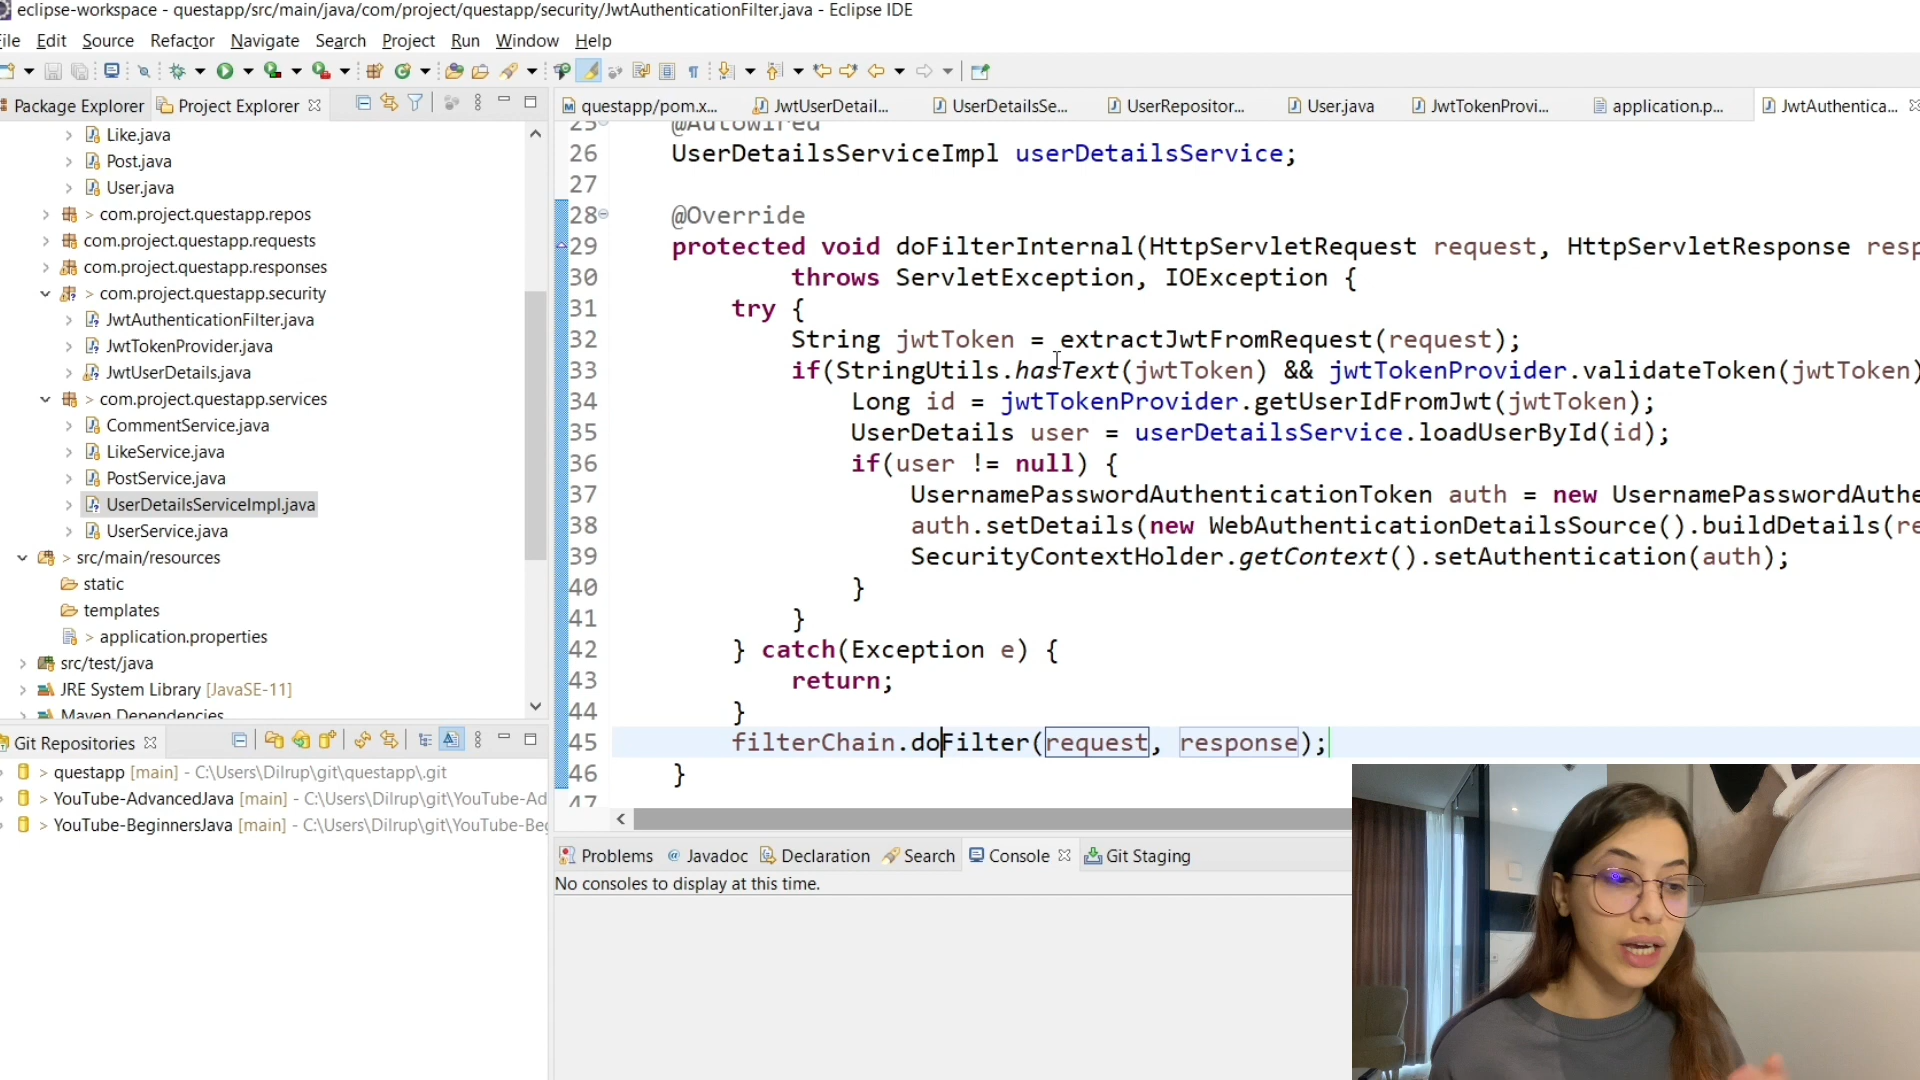 eclipse-workspace - questapp/src/main/java/com/project/questapp/security/JwtAuthenticationFilter.java - Eclipse IDE
File Edit Source Refactor Navigate Search Project Run Window Help
Package Explorer Project Explorer
questapp/pom.x... JwtUserDetail... UserDetailsSe... UserRepositor... User.java JwtTokenProvi... application.p... JwtAuthentica...
Like.java
Post.java
User.java
> com.project.questapp.repos
com.project.questapp.requests
com.project.questapp.responses
> com.project.questapp.security
JwtAuthenticationFilter.java
JwtTokenProvider.java
JwtUserDetails.java
> com.project.questapp.services
CommentService.java
LikeService.java
PostService.java
UserDetailsServiceImpl.java
UserService.java
> src/main/resources
static
templates
> application.properties
src/test/java
JRE System Library [JavaSE-11]
Maven Dependencies
25 @Autowired
26 UserDetailsServiceImpl userDetailsService;
27
28 @Override
29 protected void doFilterInternal(HttpServletRequest request, HttpServletResponse resp
30 throws ServletException, IOException {
31 try {
32 String jwtToken = extractJwtFromRequest(request);
33 if(StringUtils.hasText(jwtToken) && jwtTokenProvider.validateToken(jwtToken)
34 Long id = jwtTokenProvider.getUserIdFromJwt(jwtToken);
35 UserDetails user = userDetailsService.loadUserById(id);
36 if(user != null) {
37 UsernamePasswordAuthenticationToken auth = new UsernamePasswordAuthe
38 auth.setDetails(new WebAuthenticationDetailsSource().buildDetails(re
39 SecurityContextHolder.getContext().setAuthentication(auth);
40 }
41 }
42 } catch(Exception e) {
43 return;
44 }
45 filterChain.doFilter(request, response);
46 }
47
Git Repositories
> questapp [main] - C:\Users\Dilrup\git\questapp\.git
> YouTube-AdvancedJava [main] - C:\Users\Dilrup\git\YouTube-Ad
> YouTube-BeginnersJava [main] - C:\Users\Dilrup\git\YouTube-Beg
Problems @ Javadoc Declaration Search Console Git Staging
No consoles to display at this time.